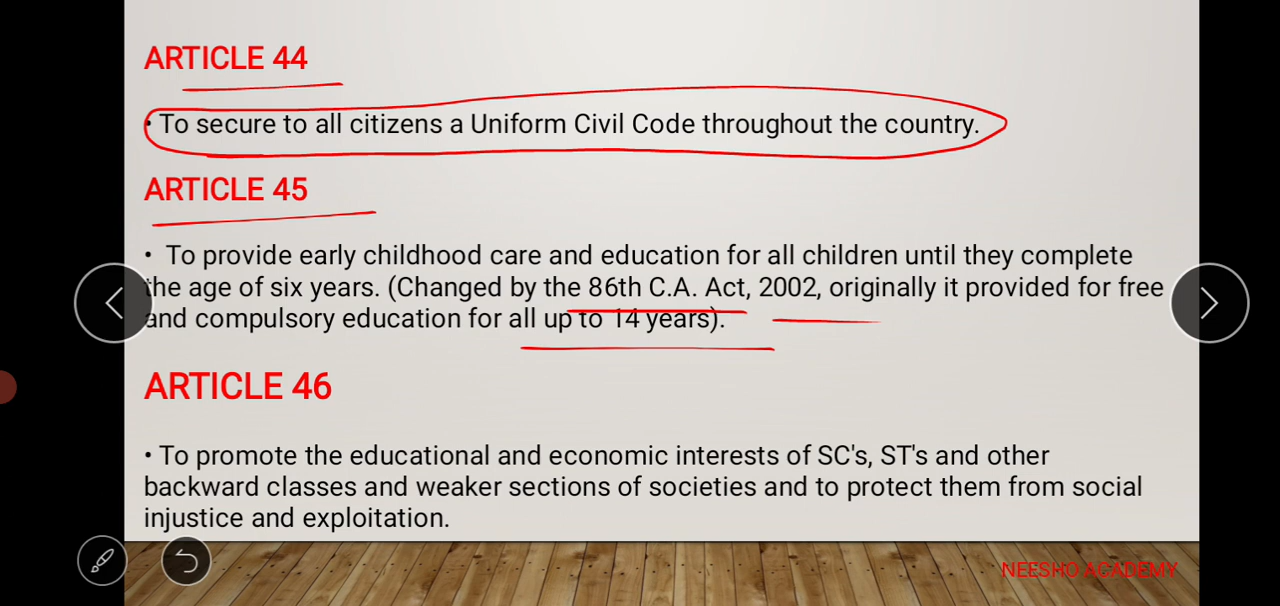 ARTICLE 44
• To secure to all citizens a Uniform Civil Code throughout the country.
ARTICLE 45
• To provide early childhood care and education for all children until they complete
the age of six years. (Changed by the 86th C.A. Act, 2002, originally it provided for free
and compulsory education for all up to 14 years).
ARTICLE 46
• To promote the educational and economic interests of SC's, ST's and other
backward classes and weaker sections of societies and to protect them from social
injustice and exploitation.
NEESHO ACADEMY